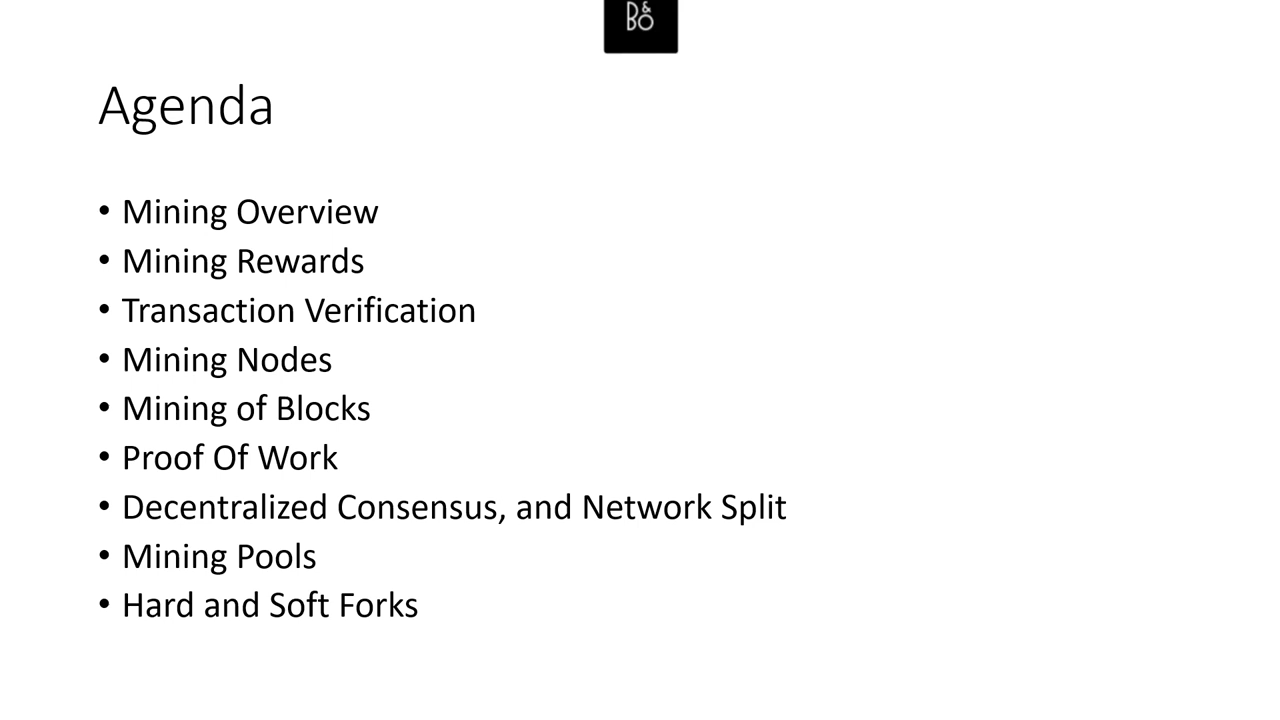 D&
BO
Agenda
• Mining Overview
• Mining Rewards
• Transaction Verification
• Mining Nodes
• Mining of Blocks
• Proof Of Work
• Decentralized Consensus, and Network Split
• Mining Pools
• Hard and Soft Forks